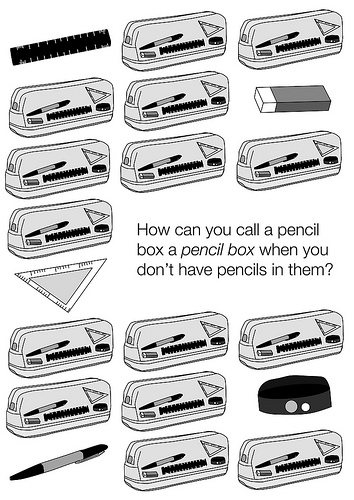 How can you call a pencil
box a pencil box when you
don't have pencils in them?